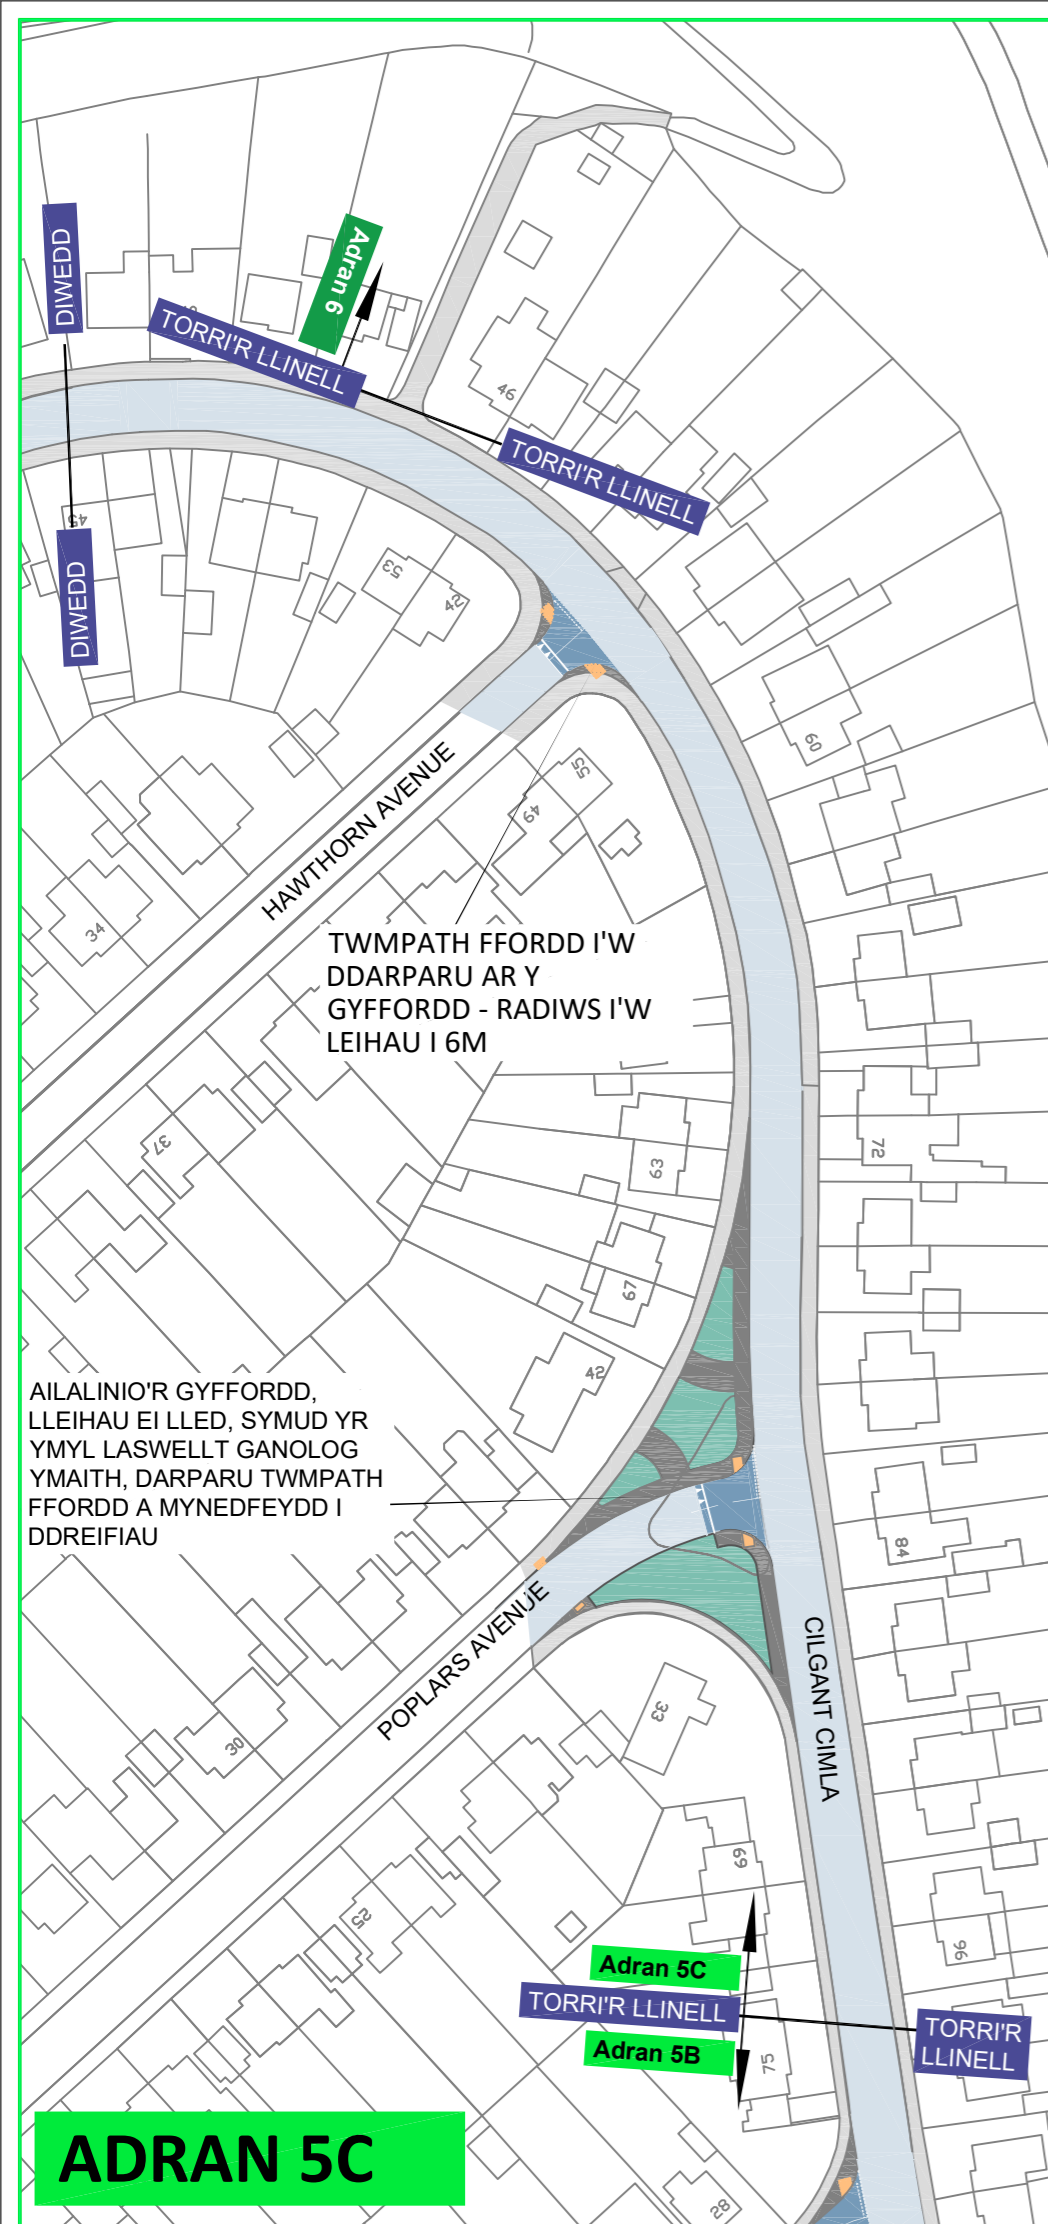 DIWEDD
Adran 6
TORRI'R LLINELL
46
TORRI'R LLINELL
45
DIWEDD
53
42
60
55
49
HAWTHORN AVENUE
34
TWMPATH FFORDD I'W
DDARPARU AR Y
GYFFORDD - RADIWS I'W
LEIHAU I 6M
37
63
72
67
42
AILALINIO'R GYFFORDD,
LLEIHAU EI LLED, SYMUD YR
YMYL LASWELLT GANOLOG
YMAITH, DARPARU TWMPATH
FFORDD A MYNEDFEYDD I
DDREIFIAU
84
POPLARS AVENUE
CILGANT CIMLA
33
30
69
25
96
Adran 5C
TORRI'R LLINELL
Adran 5B
TORRI'R
LLINELL
75
ADRAN 5C
28